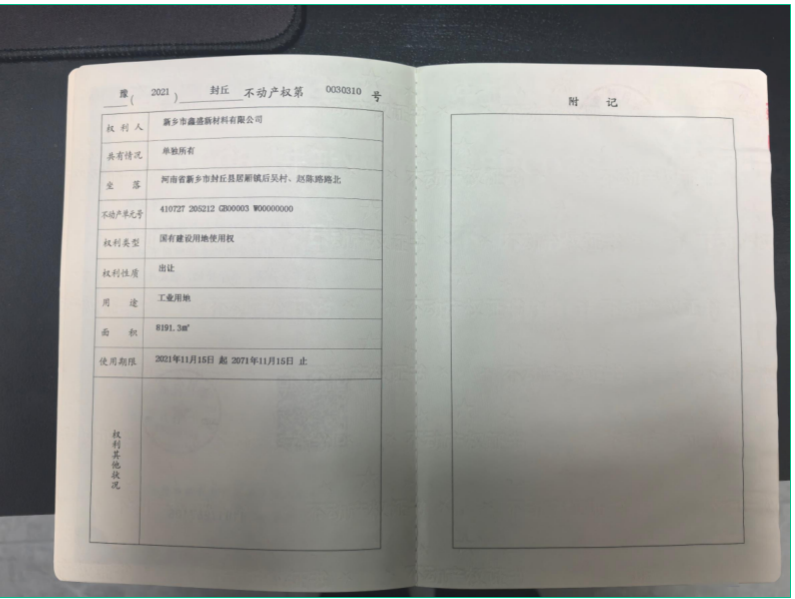 豫( 2021 ) 封丘 不动产权第 0030310 号
权利人 新乡市鑫盛新材料有限公司
共有情况 单独所有
坐落 河南省新乡市封丘县居厢镇后吴村、赵陈路路北
不动产单元号 410727 205212 GB00003 W00000000
权利类型 国有建设用地使用权
权利性质 出让
用途 工业用地
面积 8191.3㎡
使用期限 2021年11月15日 起 2071年11月15日 止
权利其他状况
附记